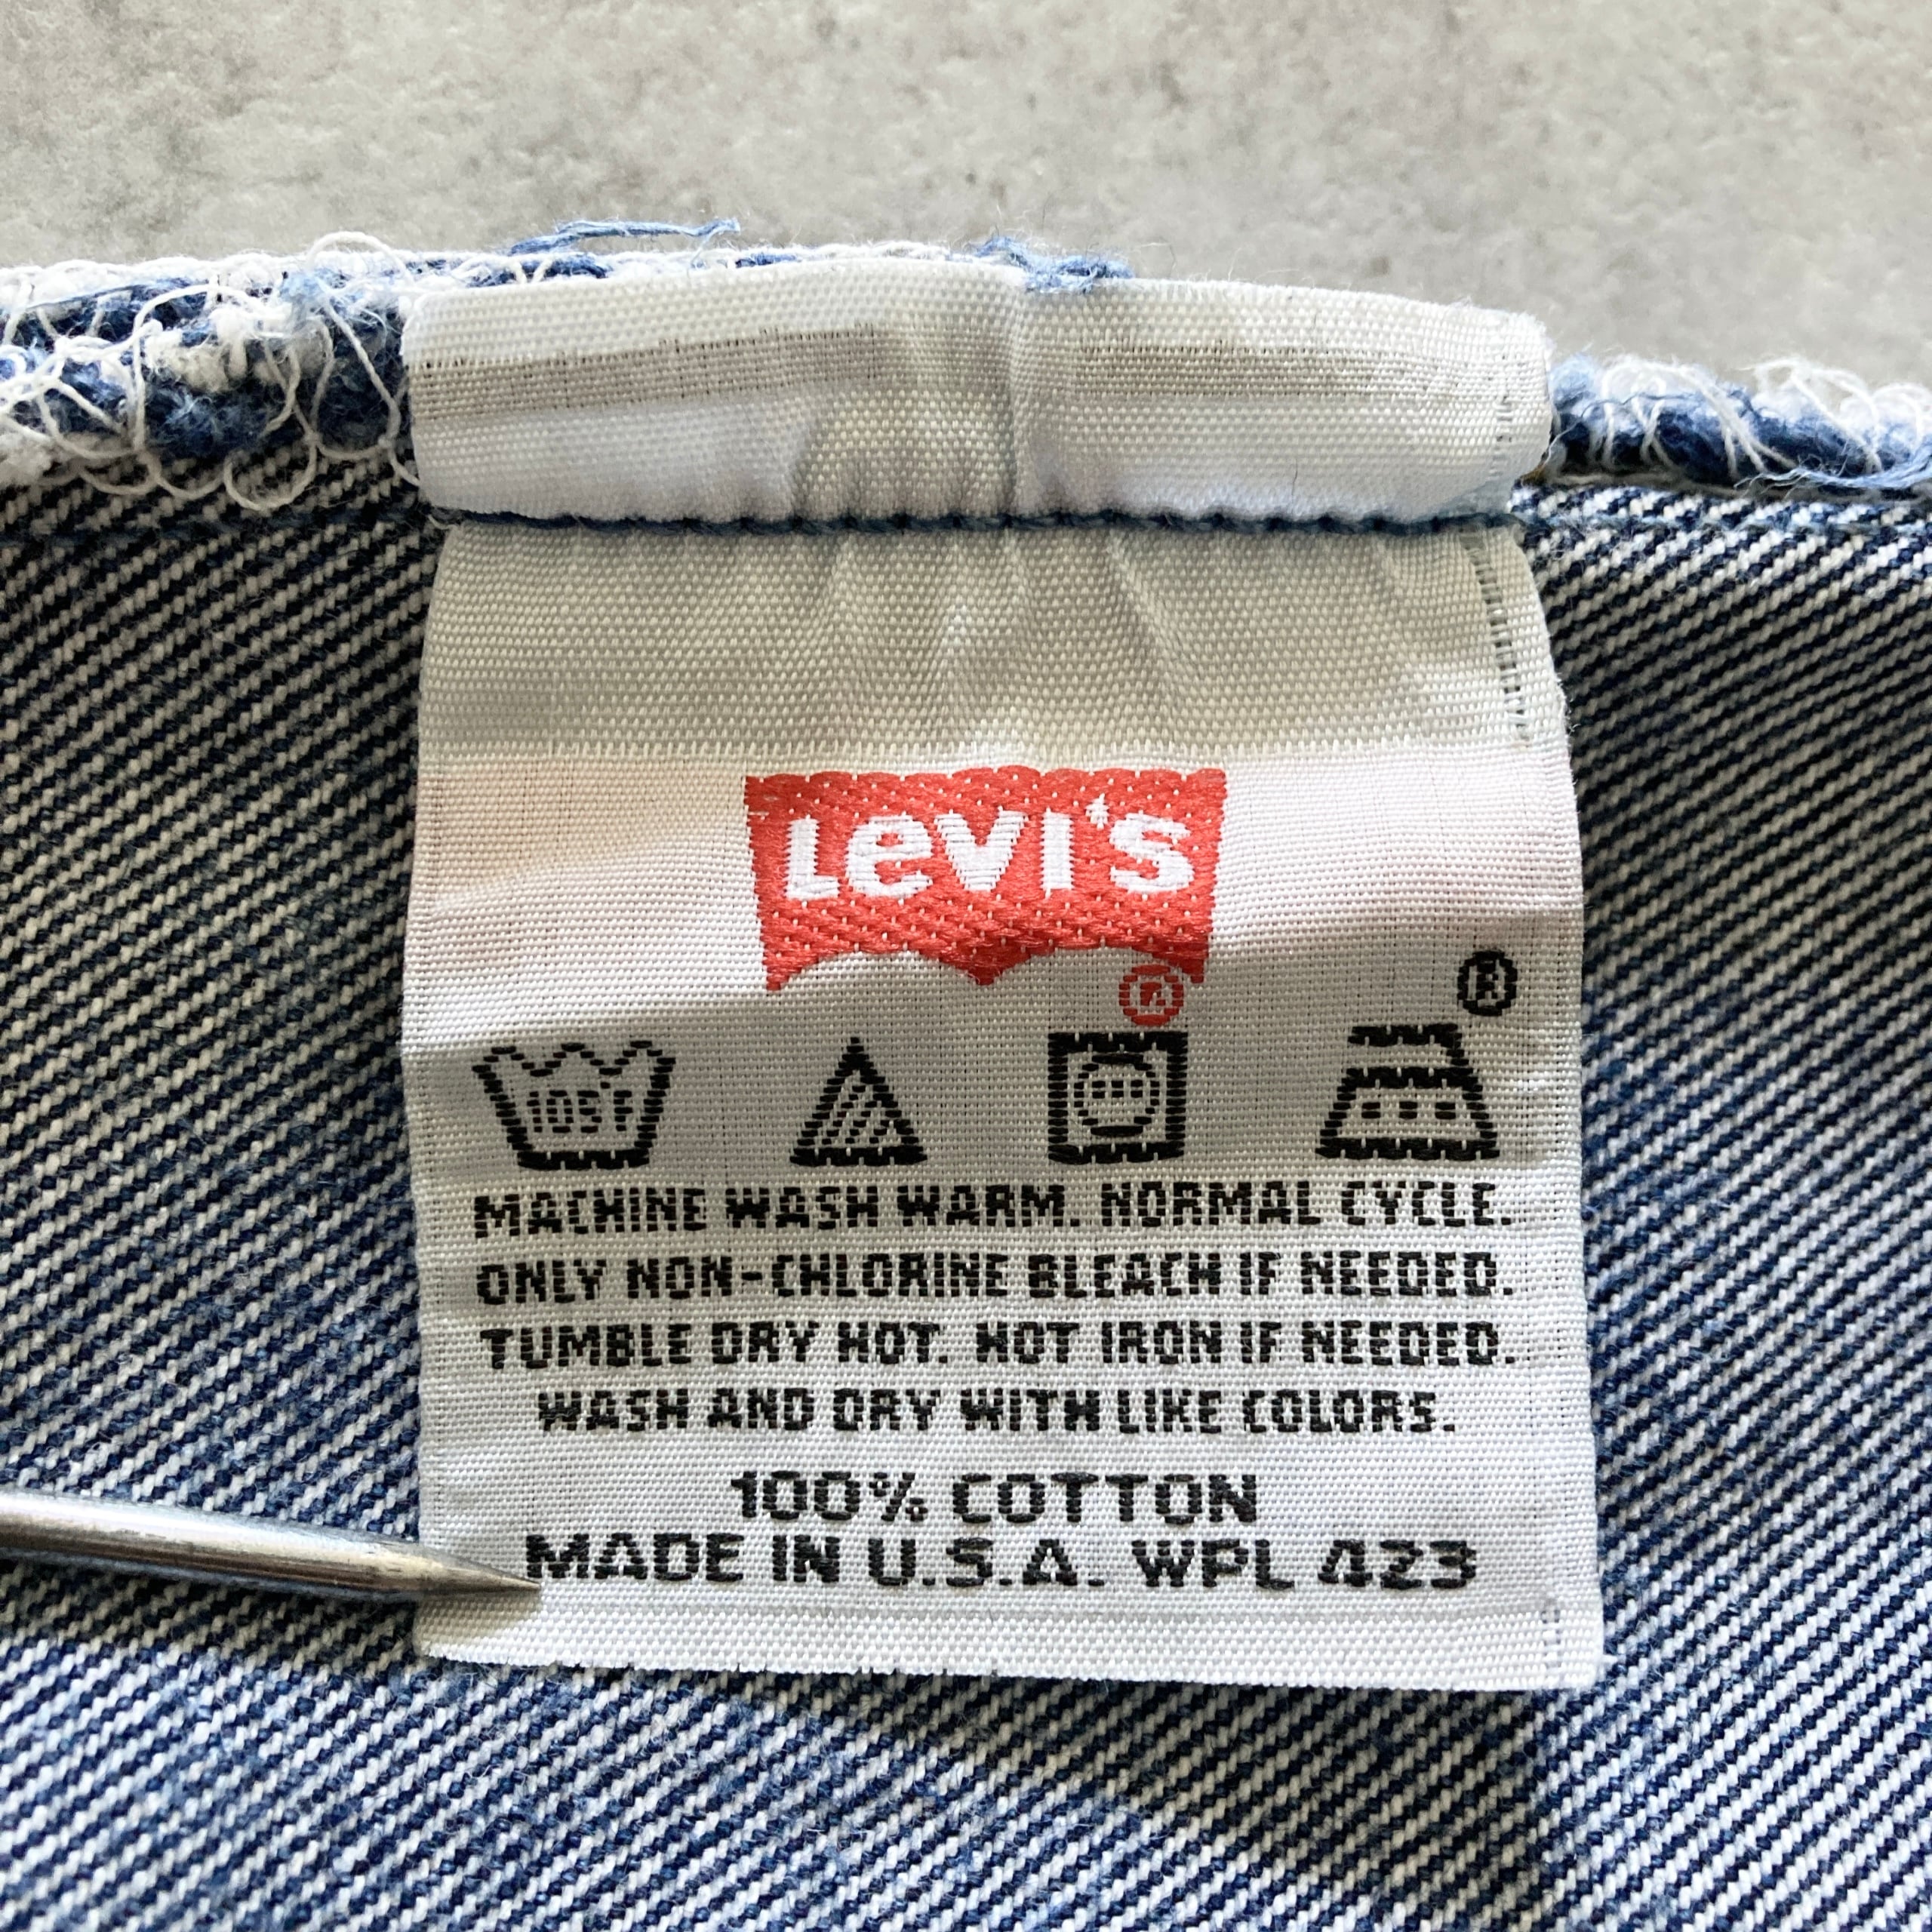 Levi's
®
®
105°F
MACHINE WASH WARM. NORMAL CYCLE.
ONLY NON-CHLORINE BLEACH IF NEEDED.
TUMBLE DRY HOT. HOT IRON IF NEEDED.
WASH AND DRY WITH LIKE COLORS.
100% COTTON
MADE IN U.S.A. WPL 423